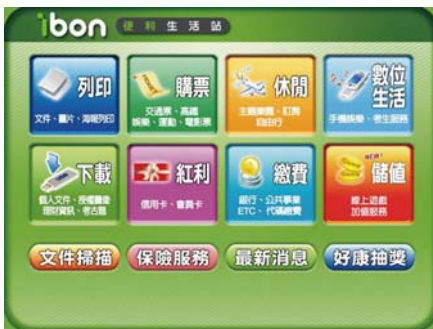 ibon 便利生活站
列印
文件、圖片、海報列印
購票
交通票、高鐵
娛樂、運動、電影票
休閒
主題樂園、訂房
自由行
數位
生活
手機娛樂、考生服務
下載
個人文件、授權圖像
理財資訊、考古題
紅利
信用卡、會員卡
繳費
銀行、公共事業
ETC、代碼繳費
NEW!
儲值
線上遊戲
加值服務
文件掃描
保險服務
最新消息
好康抽獎